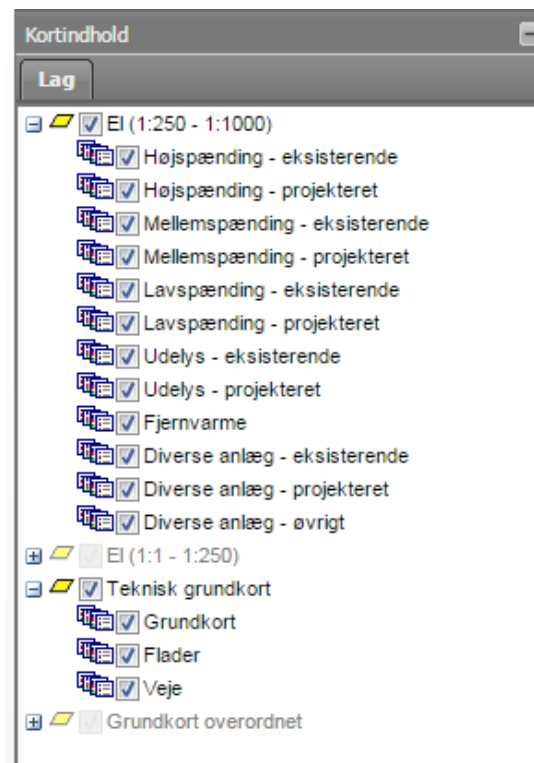 Kortindhold
Lag
El (1:250 - 1:1000)
Højspænding - eksisterende
Højspænding - projekteret
Mellemspænding - eksisterende
Mellemspænding - projekteret
Lavspænding - eksisterende
Lavspænding - projekteret
Udelys - eksisterende
Udelys - projekteret
Fjernvarme
Diverse anlæg - eksisterende
Diverse anlæg - projekteret
Diverse anlæg - øvrigt
El (1:1 - 1:250)
Teknisk grundkort
Grundkort
Flader
Veje
Grundkort overordnet